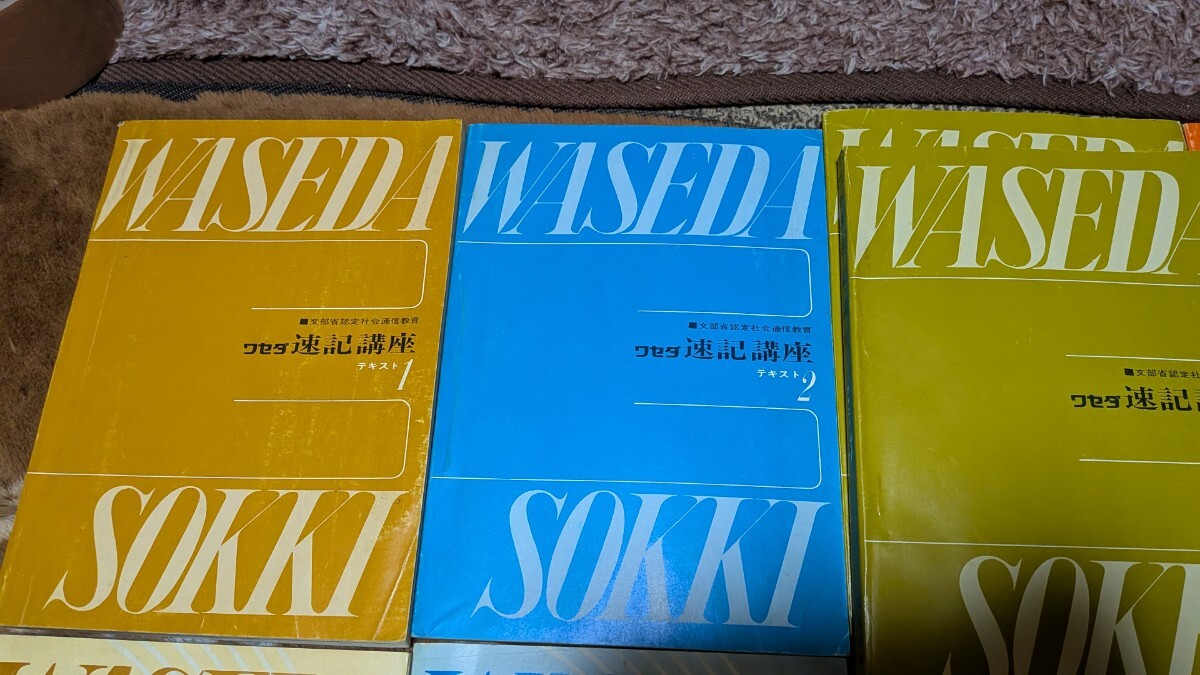 WASEDA
■文部省認定社会通信教育
ワセダ 速記講座
テキスト1
SOKKI
WASEDA
■文部省認定社会通信教育
ワセダ 速記講座
テキスト2
SOKKI
WASEDA
WASEDA
■文部省認定社
ワセダ 速記
SOKKI